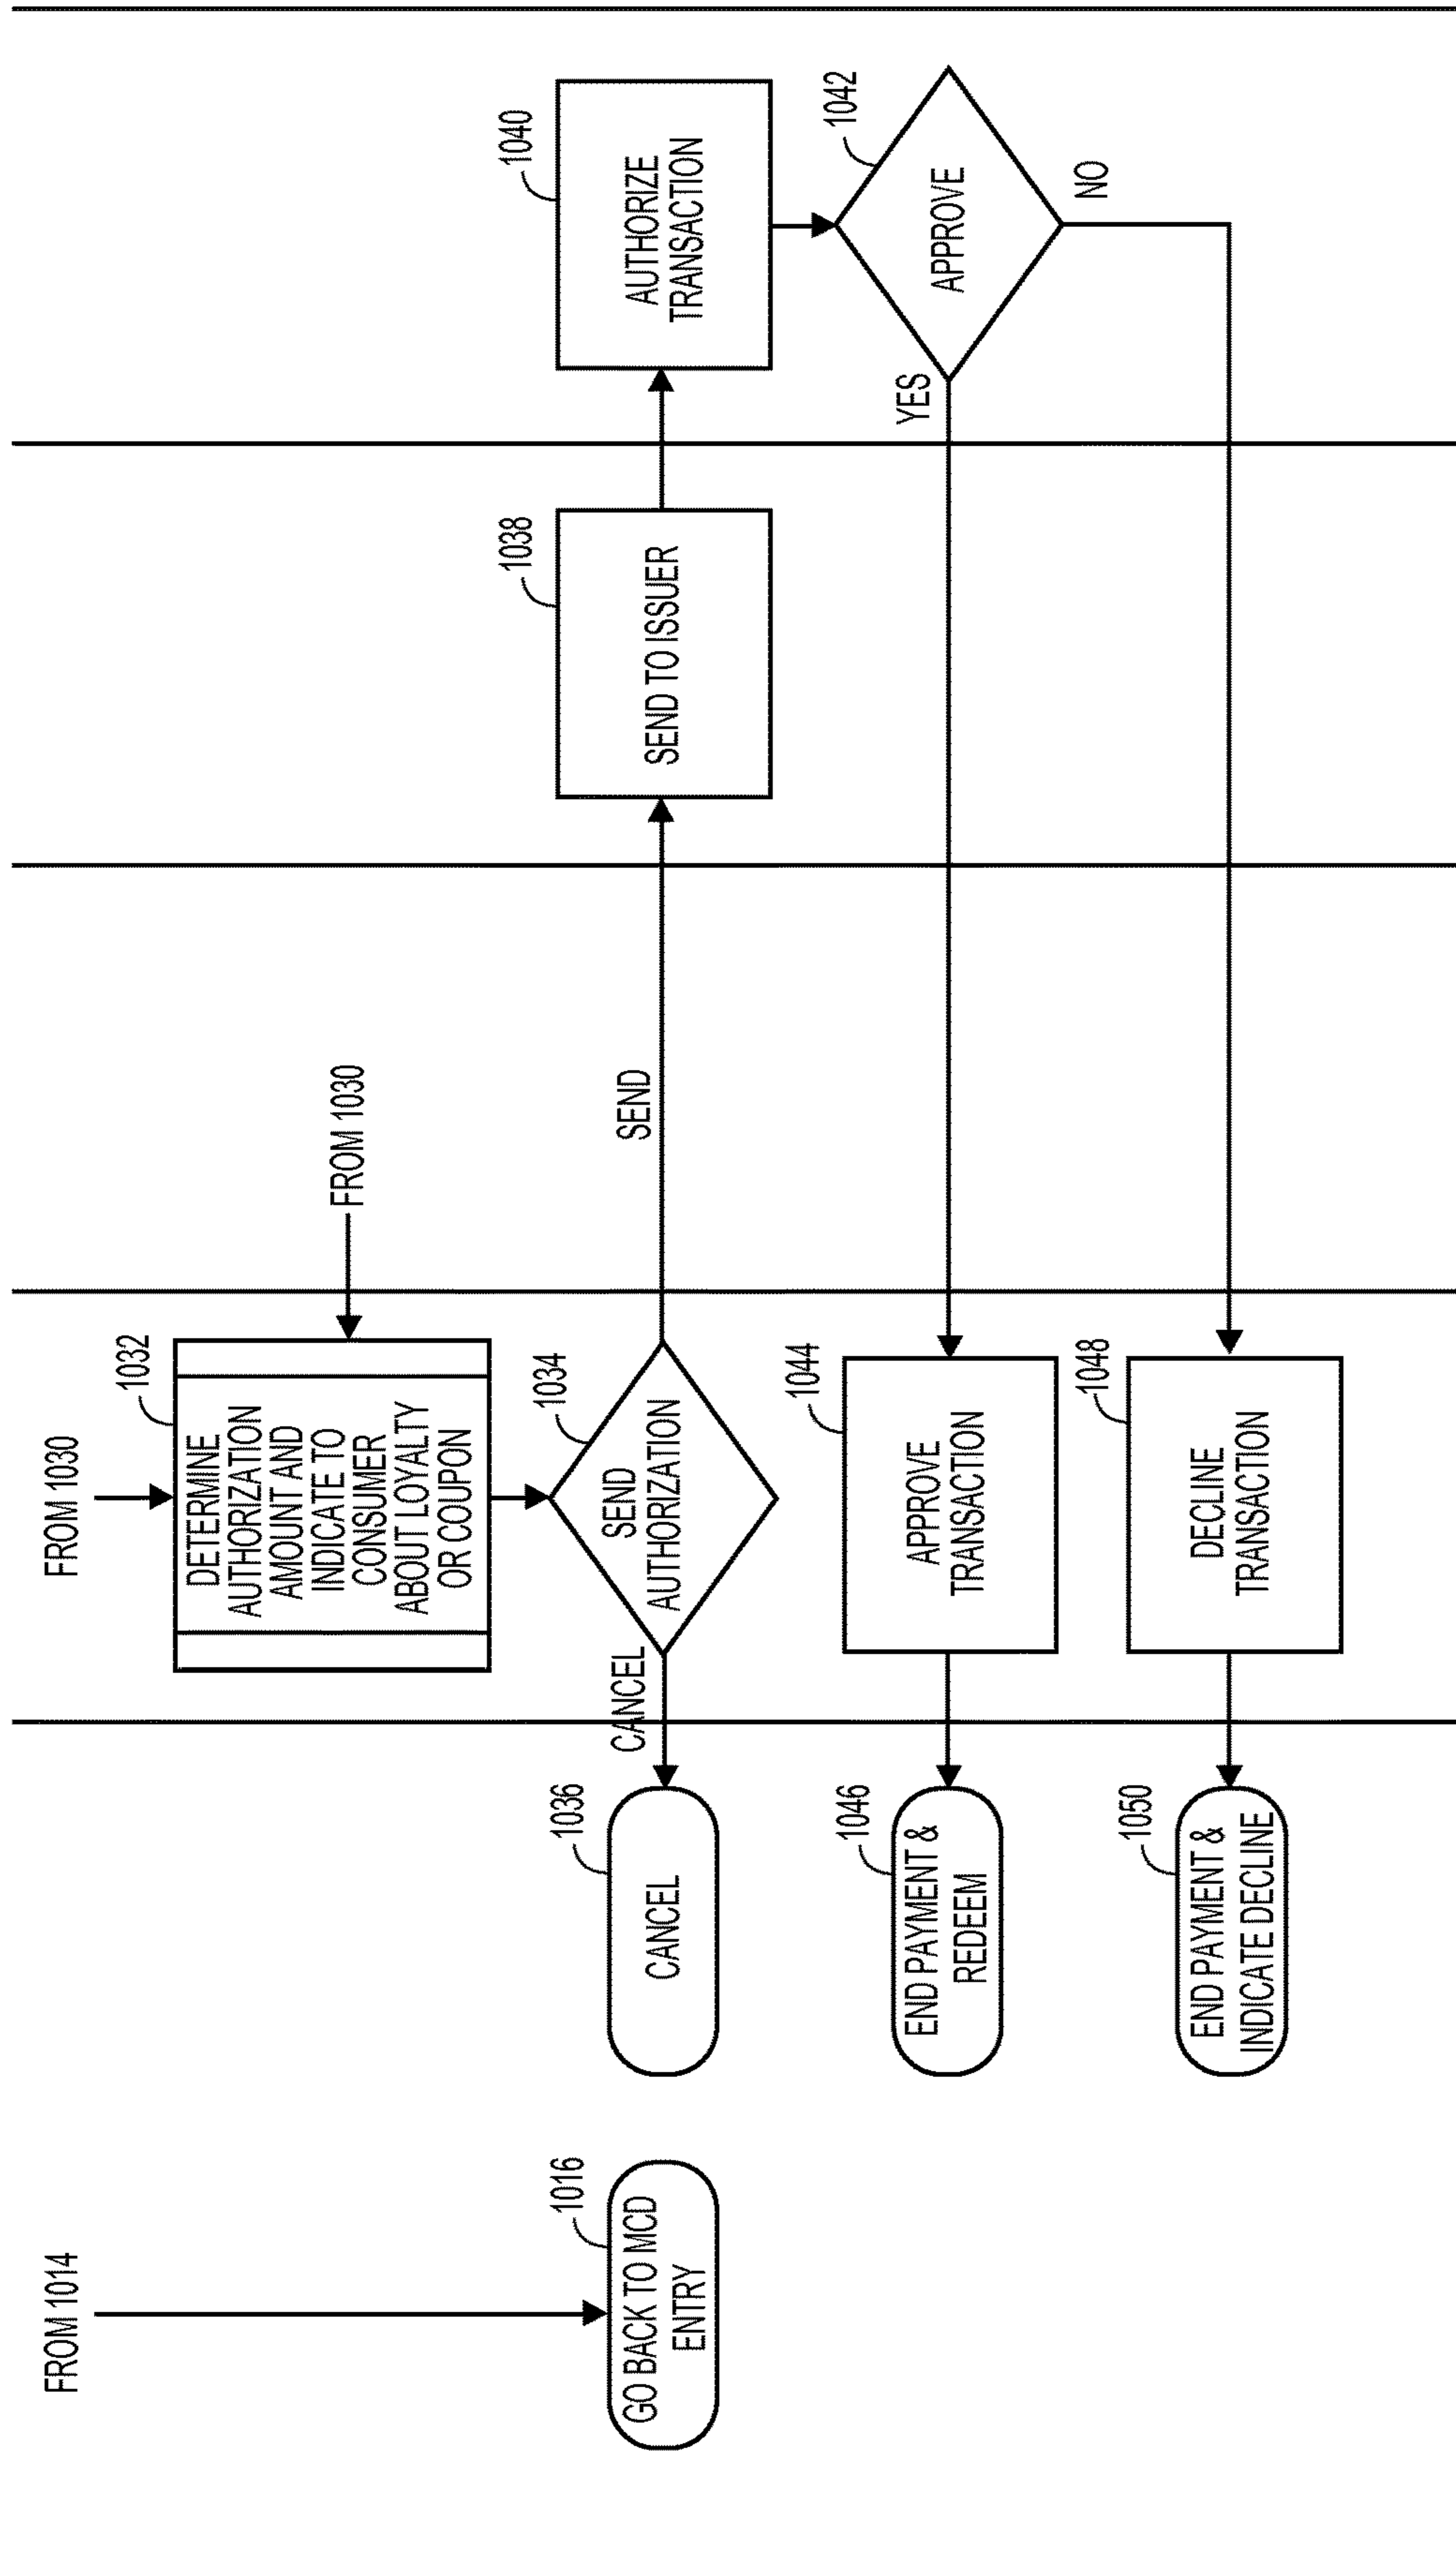 FROM 1014
1016
GO BACK TO MCD
ENTRY
FROM 1030
1032
DETERMINE
AUTHORIZATION
AMOUNT AND
INDICATE TO
CONSUMER
ABOUT LOYALTY
OR COUPON
FROM 1030
1034
SEND
AUTHORIZATION
CANCEL
1036
CANCEL
SEND
1038
SEND TO ISSUER
1040
AUTHORIZE
TRANSACTION
1042
APPROVE
YES
NO
1044
APPROVE
TRANSACTION
1046
END PAYMENT &
REDEEM
1048
DECLINE
TRANSACTION
1050
END PAYMENT &
INDICATE DECLINE